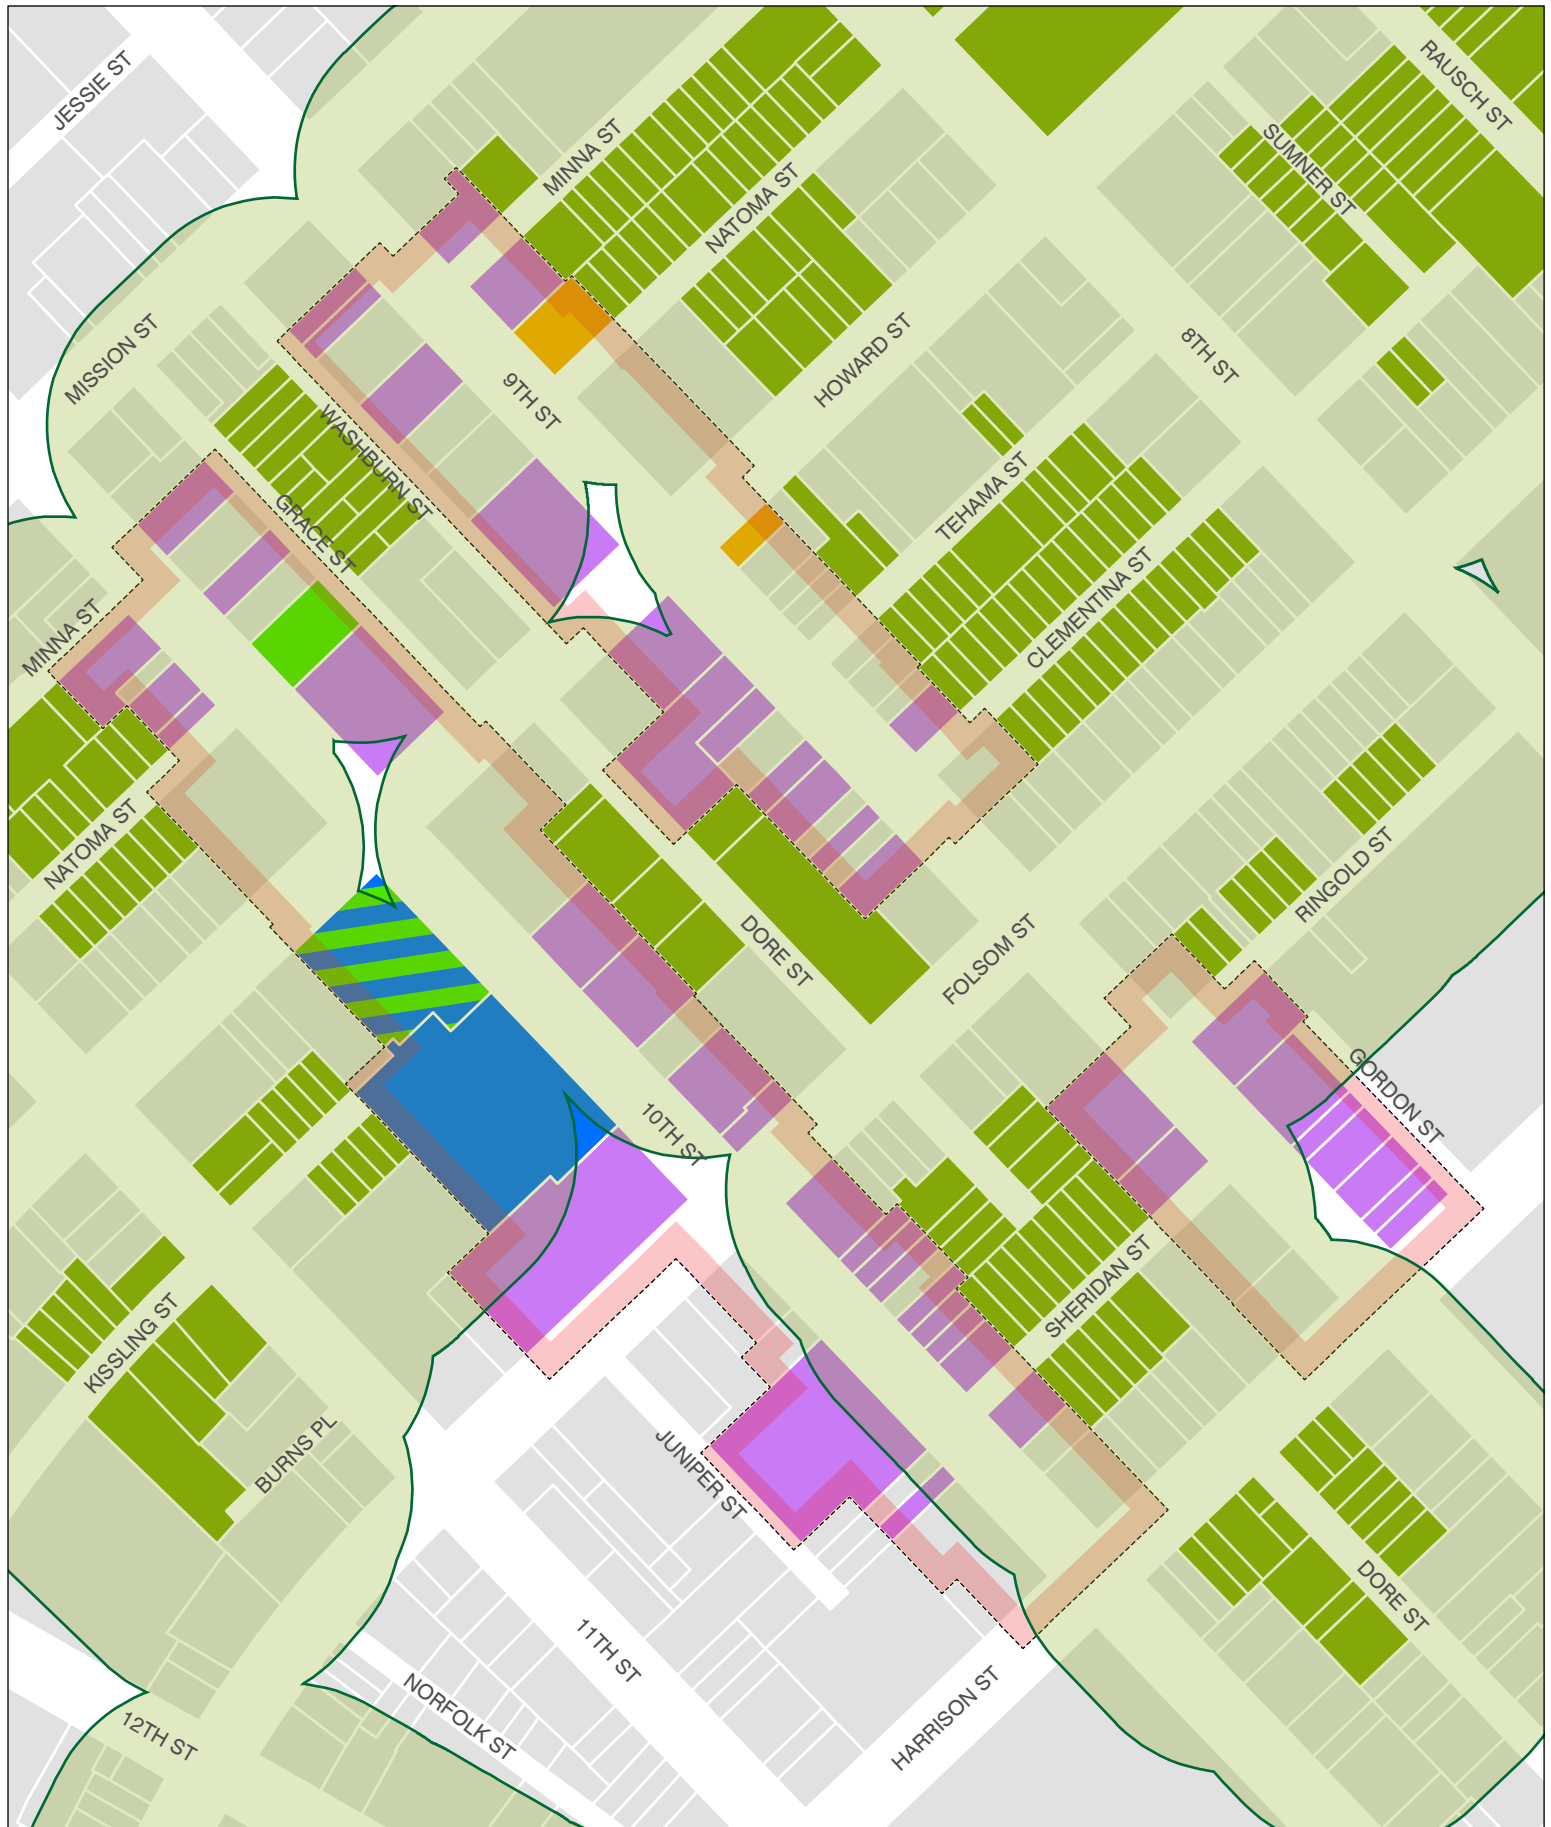 JESSIE ST
RAUSCH ST
MINNA ST
SUMNER ST
NATOMA ST
MISSION ST
HOWARD ST
8TH ST
9TH ST
WASHBURN ST
TEHAMA ST
GRACE ST
CLEMENTINA ST
MINNA ST
NATOMA ST
RINGOLD ST
DORE ST
FOLSOM ST
GORDON ST
10TH ST
SHERIDAN ST
KISSLING ST
BURNS PL
JUNIPER ST
DORE ST
11TH ST
NORFOLK ST
HARRISON ST
12TH ST